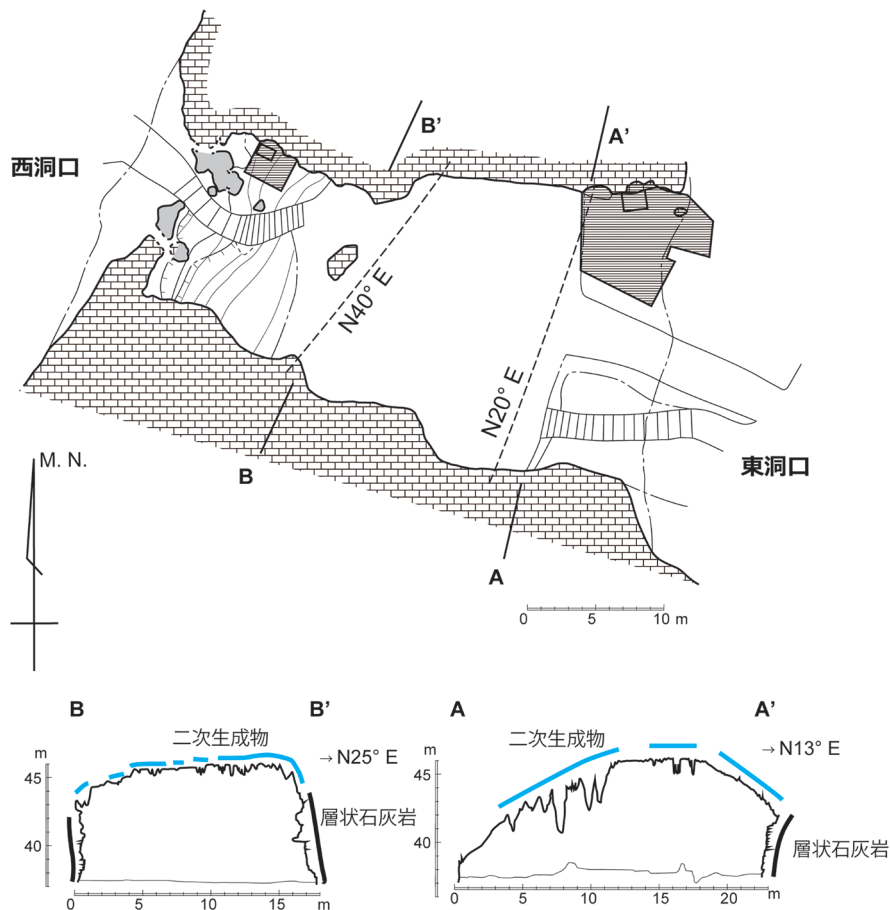 B'
A'
西洞口
N40° E
N20° E
東洞口
B
M. N.
A
0 5 10 m
B B' A A'
二次生成物 → N25° E 二次生成物 → N13° E
m m
45 45
層状石灰岩 層状石灰岩
40 40
0 5 10 15 m 0 5 10 15 20 m